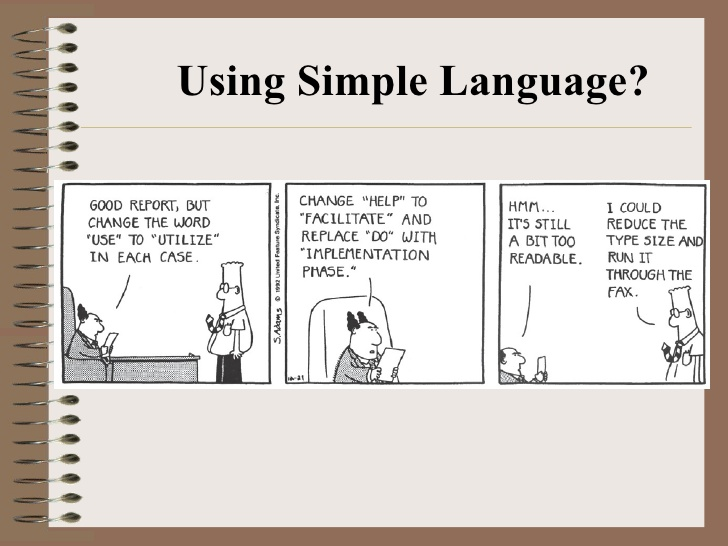 Using Simple Language?
GOOD REPORT, BUT
CHANGE THE WORD
"USE" TO "UTILIZE"
IN EACH CASE.
© 1992 United Feature Syndicate, Inc.
S.Adams
CHANGE "HELP" TO
"FACILITATE" AND
REPLACE "DO" WITH
"IMPLEMENTATION
PHASE."
HMM...
IT'S STILL
A BIT TOO
READABLE.
I COULD
REDUCE THE
TYPE SIZE AND
RUN IT
THROUGH THE
FAX.